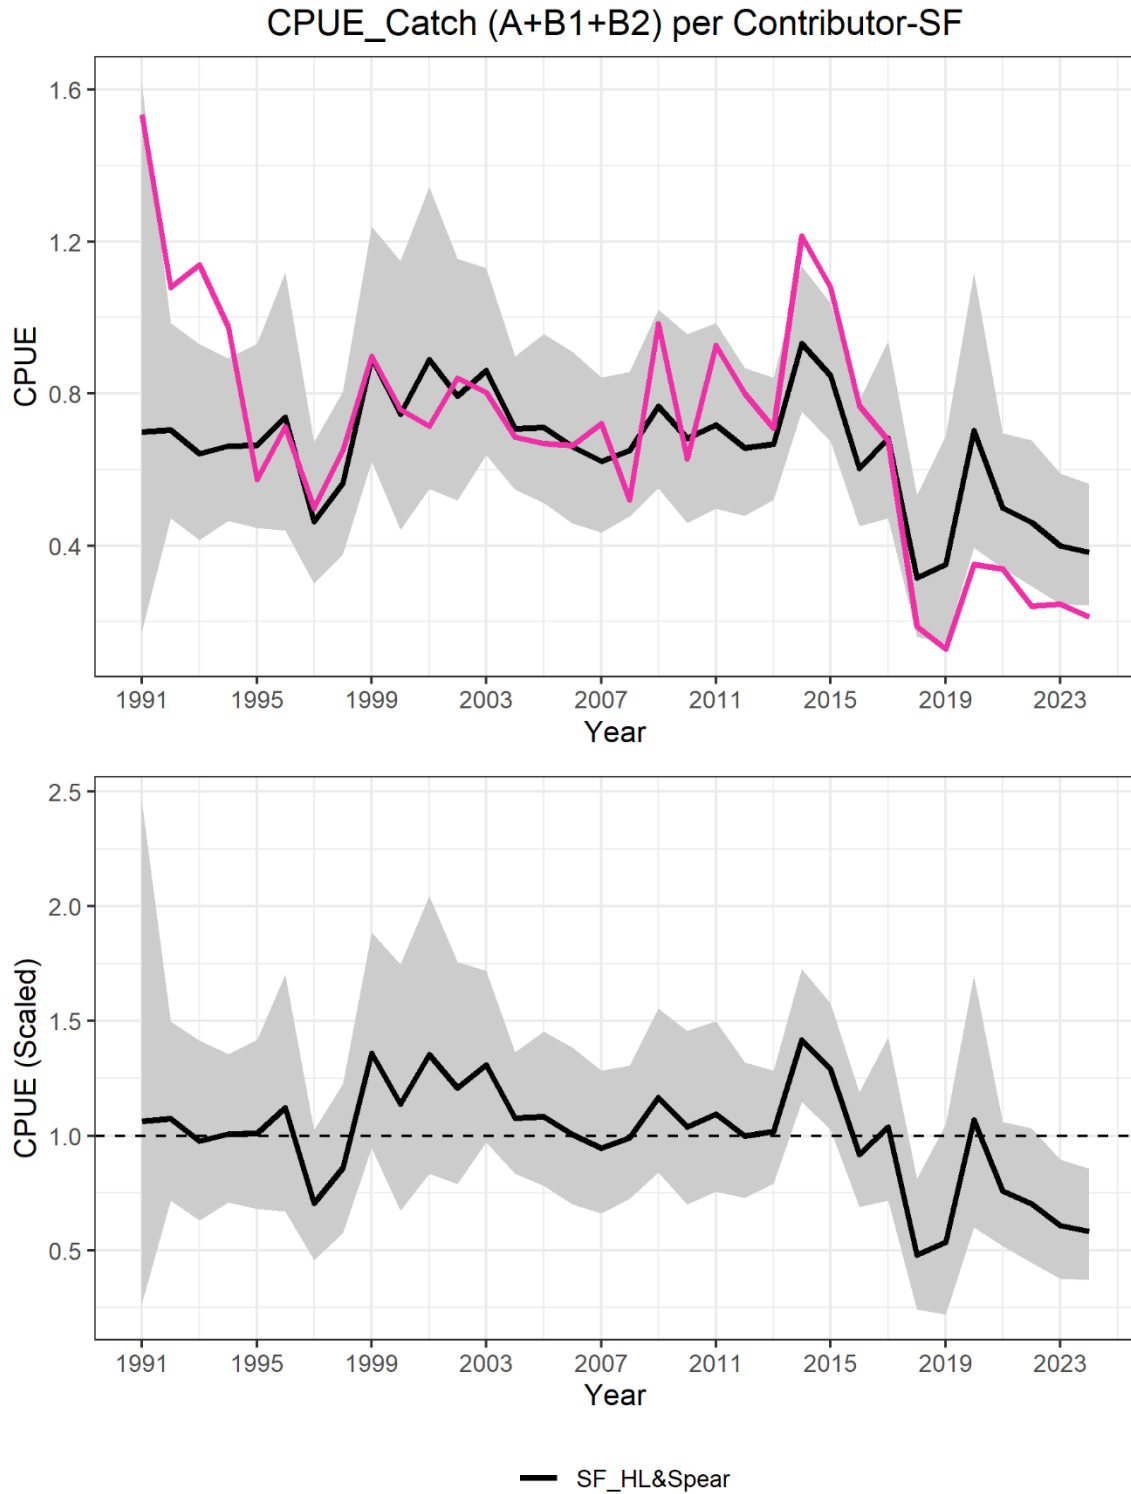 CPUE_Catch (A+B1+B2) per Contributor-SF
CPUE
1.6
1.2
0.8
0.4
1991 1995 1999 2003 2007 2011 2015 2019 2023
Year
CPUE (Scaled)
2.5
2.0
1.5
1.0
0.5
1991 1995 1999 2003 2007 2011 2015 2019 2023
Year
SF_HL&Spear